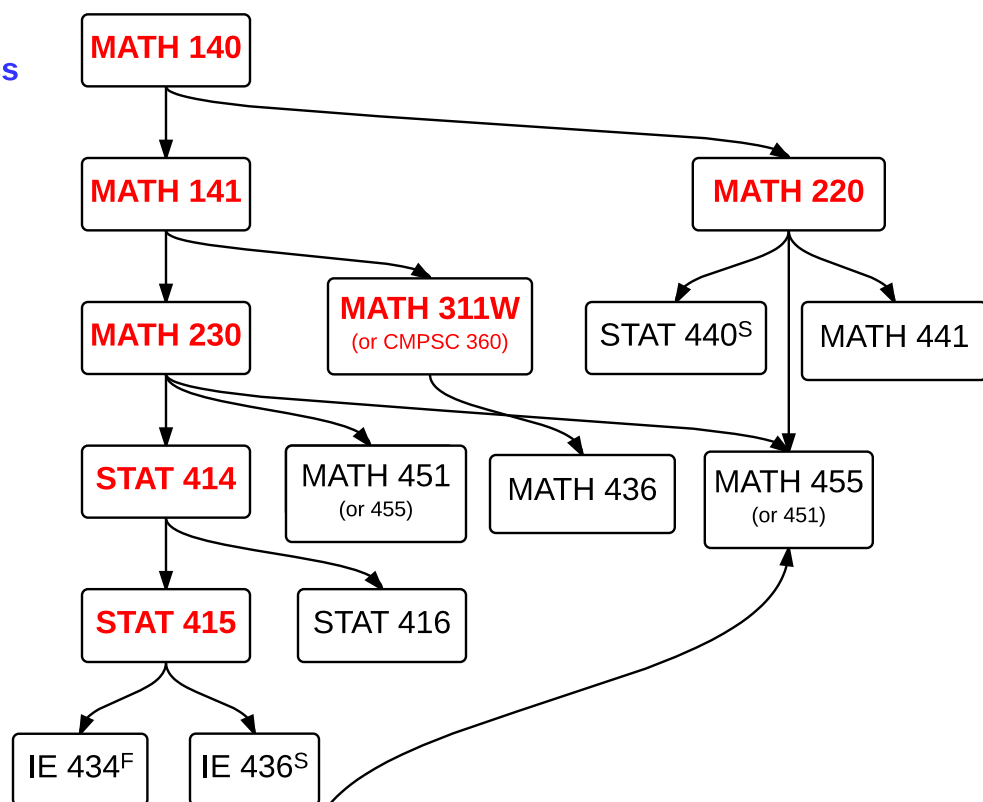 MATH 140
s
MATH 141
MATH 220
MATH 230
MATH 311W
(or CMPSC 360)
STAT 440S
MATH 441
STAT 414
MATH 451
(or 455)
MATH 436
MATH 455
(or 451)
STAT 415
STAT 416
IE 434F
IE 436S